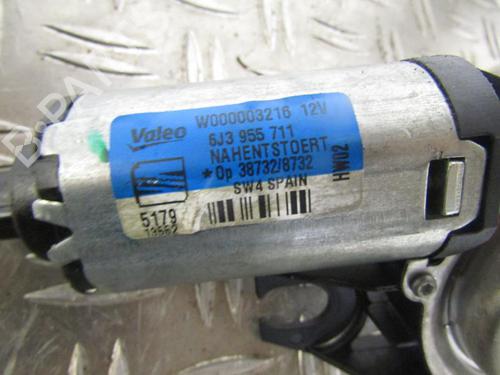 Valeo
W000003216 12V
6J3 955 711
NAHENTSTOERT
*Op 38732/8732
SW4 SPAIN
HW02
5179